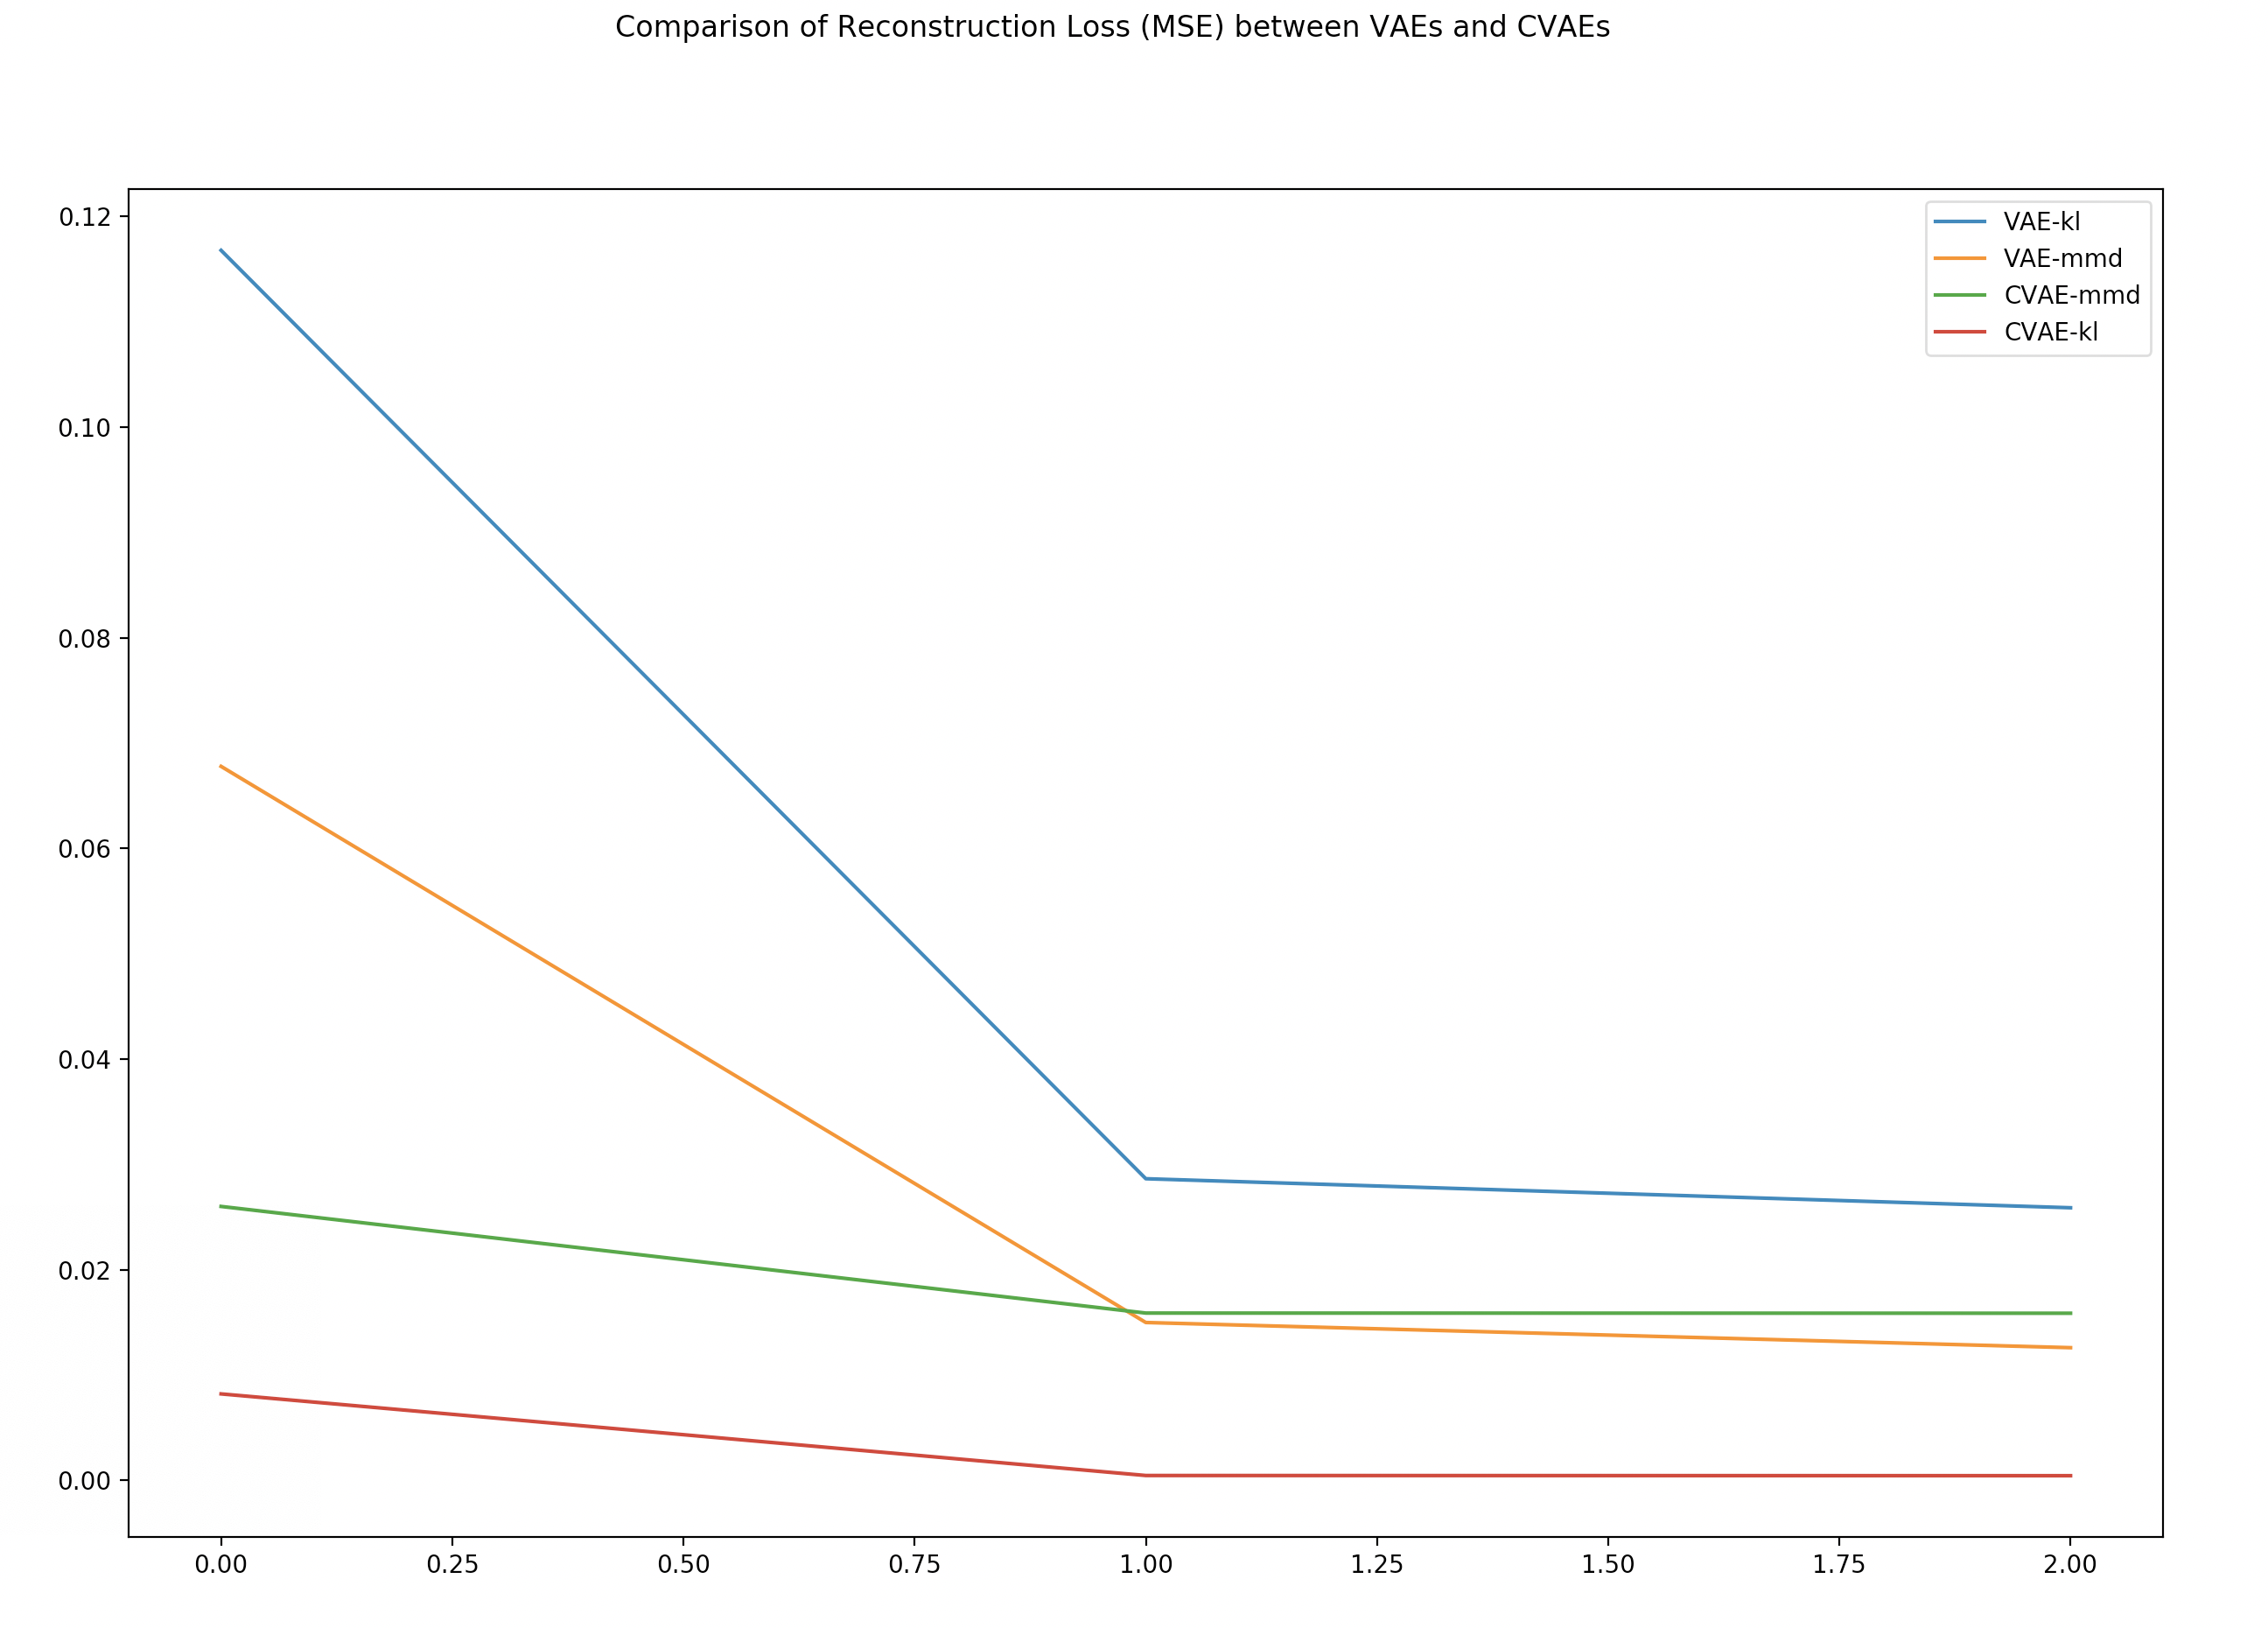 Comparison of Reconstruction Loss (MSE) between VAEs and CVAEs
0.12
0.10
0.08
0.06
0.04
0.02
0.00
VAE-kl
VAE-mmd
CVAE-mmd
CVAE-kl
0.00 0.25 0.50 0.75 1.00 1.25 1.50 1.75 2.00